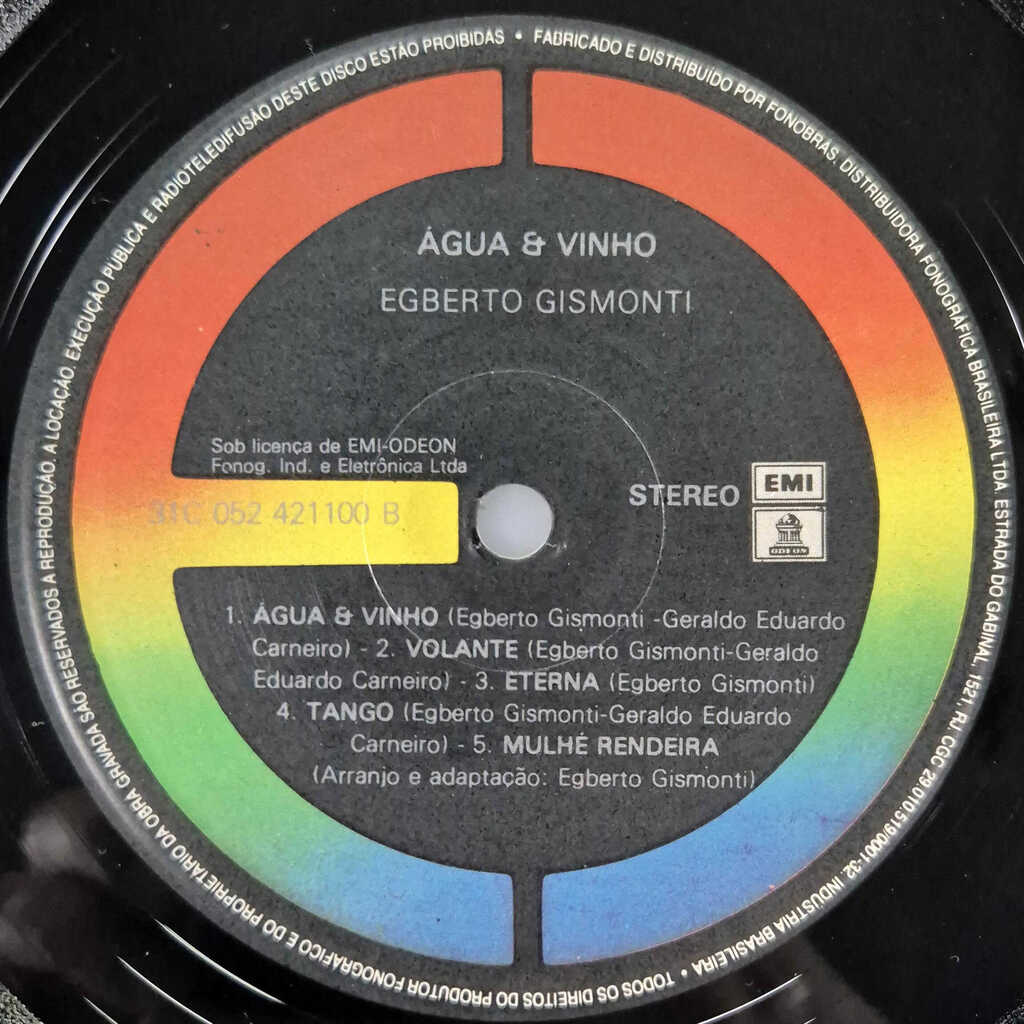 ÁGUA & VINHO
EGBERTO GISMONTI
Sob licença de EMI-ODEON
Fonog. Ind. e Eletrônica Ltda
31C 052 421100 B
STEREO
EMI
ODEON
1. ÁGUA & VINHO (Egberto Gismonti -Geraldo Eduardo
Carneiro) - 2. VOLANTE (Egberto Gismonti-Geraldo
Eduardo Carneiro) - 3. ETERNA (Egberto Gismonti)
4. TANGO (Egberto Gismonti-Geraldo Eduardo
Carneiro) - 5. MULHÉ RENDEIRA
(Arranjo e adaptação: Egberto Gismonti)
TODOS OS DIREITOS DO PRODUTOR FONOGRÁFICO E DO PROPRIETÁRIO DA OBRA GRAVADA SÃO RESERVADOS A REPRODUÇÃO, A LOCAÇÃO, EXECUÇÃO PÚBLICA E RADIOTELEDIFUSÃO DESTE DISCO ESTÃO PROIBIDAS • FABRICADO E DISTRIBUÍDO POR FONOBRÁS, DISTRIBUIDORA FONOGRÁFICA BRASILEIRA LTDA. ESTRADA DO GABINAL, 1521, RJ, CGC 29.010.519/0001-32. INDÚSTRIA BRASILEIRA •